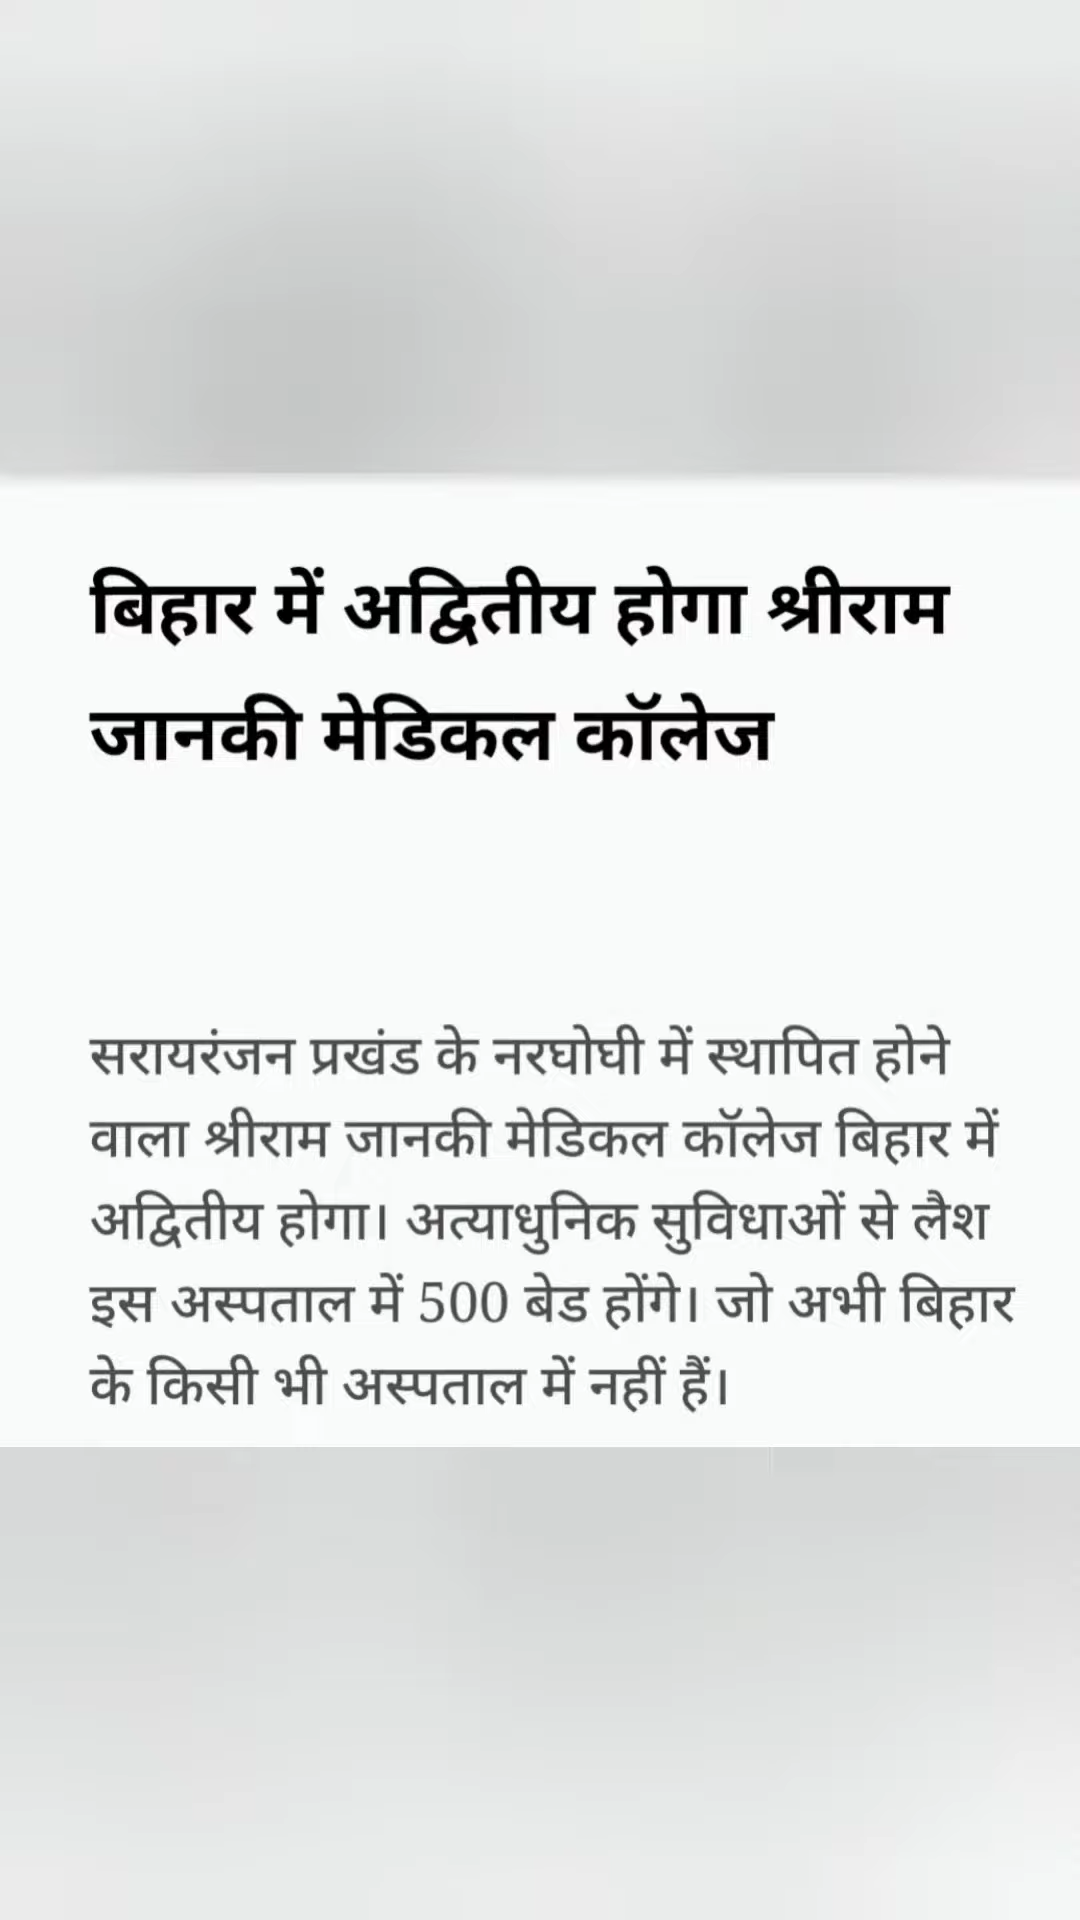 बिहार में अद्वितीय होगा श्रीराम
जानकी मेडिकल कॉलेज
सरायरंजन प्रखंड के नरघोघी में स्थापित होने
वाला श्रीराम जानकी मेडिकल कॉलेज बिहार में
अद्वितीय होगा। अत्याधुनिक सुविधाओं से लैश
इस अस्पताल में 500 बेड होंगे। जो अभी बिहार
के किसी भी अस्पताल में नहीं हैं।